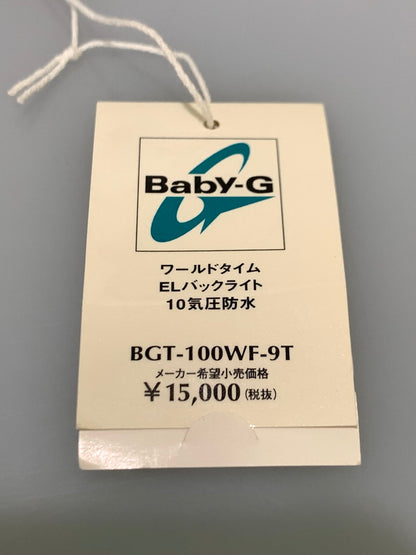 Baby-G
ワールドタイム
ELバックライト
10気圧防水
BGT-100WF-9T
メーカー希望小売価格
￥15,000(税抜)